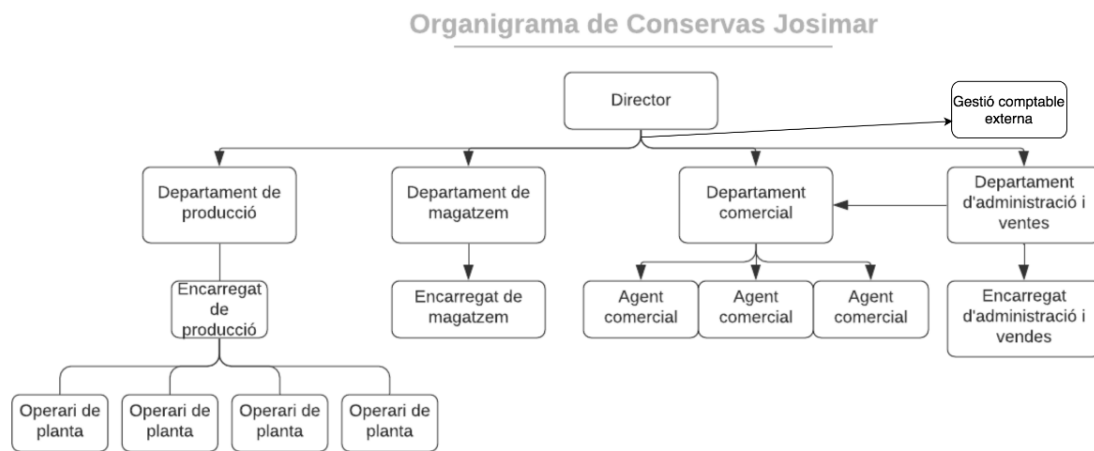 Organigrama de Conservas Josimar
Director
Gestió comptable
externa
Departament de
producció
Departament de
magatzem
Departament
comercial
Departament
d'administració i
ventes
Encarregat
de
producció
Encarregat de
magatzem
Agent
comercial
Agent
comercial
Agent
comercial
Encarregat
d'administració i
vendes
Operari de
planta
Operari de
planta
Operari de
planta
Operari de
planta